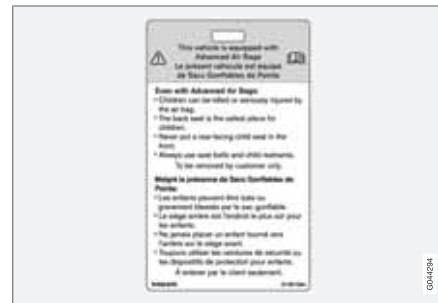 This vehicle is equipped with
Advanced Air Bags
Le présent véhicule est équipé
de Sacs Gonflables de Pointe
Even with Advanced Air Bags:
• Children can be killed or seriously injured by
the air bag.
• The back seat is the safest place for
children.
• Never put a rear-facing child seat in the
front.
• Always use seat belts and child restraints.
To be removed by customer only.
Malgré la présence de Sacs Gonflables de
Pointe:
• Les enfants peuvent être tués ou
gravement blessés par le sac gonflable.
• Le siège arrière est l'endroit le plus sûr pour
les enfants.
• Ne jamais placer un enfant tourné vers
l'arrière sur le siège avant.
• Toujours utiliser les ceintures de sécurité ou
les dispositifs de protection pour enfants.
À enlever par le client seulement.
G044294